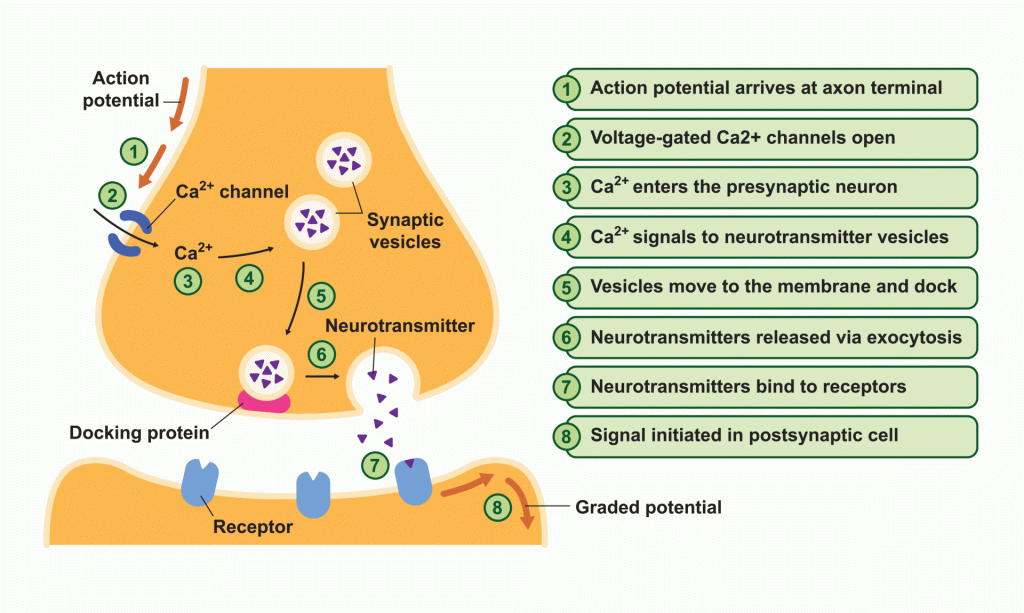 Action
potential
1
2
Ca²⁺ channel
Ca²⁺
3
4
Synaptic
vesicles
5
Neurotransmitter
6
Docking protein
7
Receptor
8
Graded potential
1 Action potential arrives at axon terminal
2 Voltage-gated Ca2+ channels open
3 Ca²⁺ enters the presynaptic neuron
4 Ca²⁺ signals to neurotransmitter vesicles
5 Vesicles move to the membrane and dock
6 Neurotransmitters released via exocytosis
7 Neurotransmitters bind to receptors
8 Signal initiated in postsynaptic cell